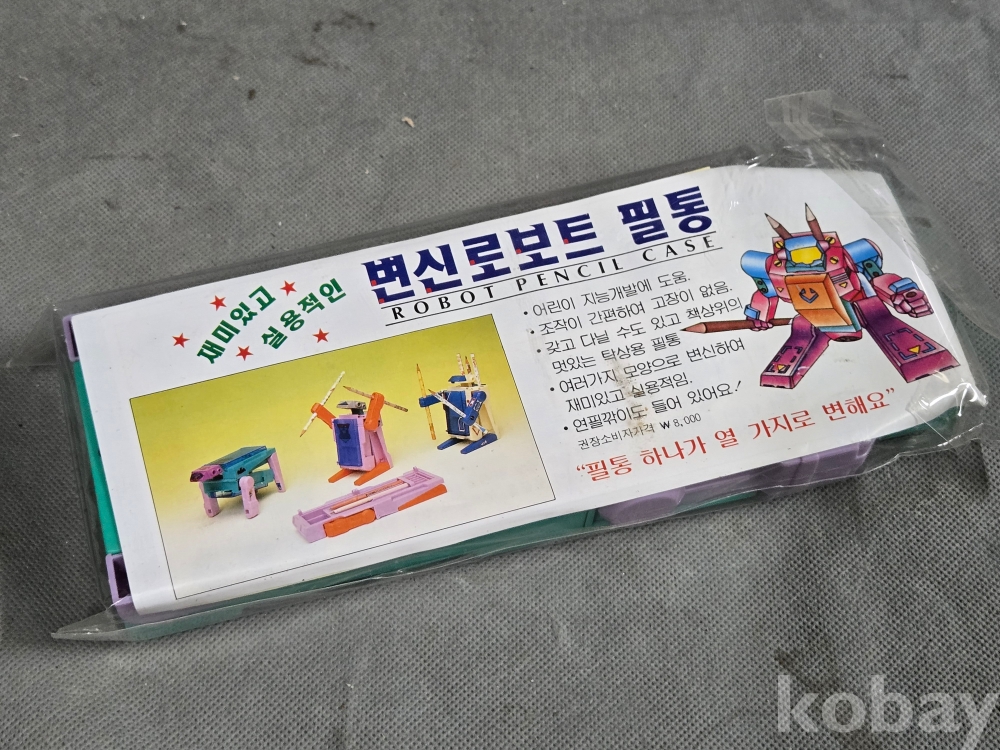 재미있고
실용적인
변신로보트 필통
ROBOT PENCIL CASE
• 어린이 지능개발에 도움.
• 조작이 간편하여 고장이 없음.
• 갖고 다닐 수도 있고 책상위의
멋있는 탁상용 필통
• 여러가지 모양으로 변신하여
재미있고 실용적임.
• 연필깎이도 들어 있어요!
권장소비자가격 ₩8,000
“필통 하나가 열 가지로 변해요”
kobay